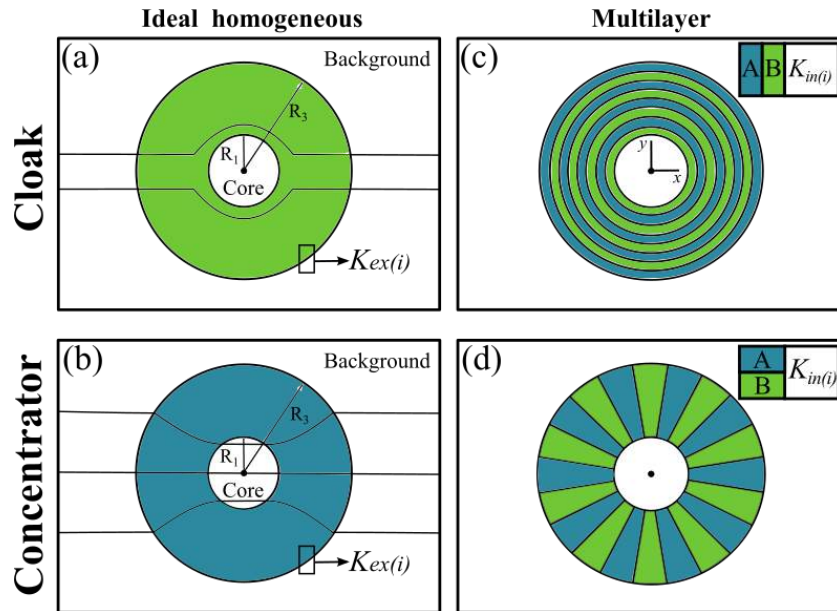 Ideal homogeneous
Multilayer
Cloak
(a)
Background
R3
R1
Core
Kex(i)
(c)
A B Kin(i)
y
x
Concentrator
(b)
Background
R3
R1
Core
Kex(i)
(d)
A
B
Kin(i)